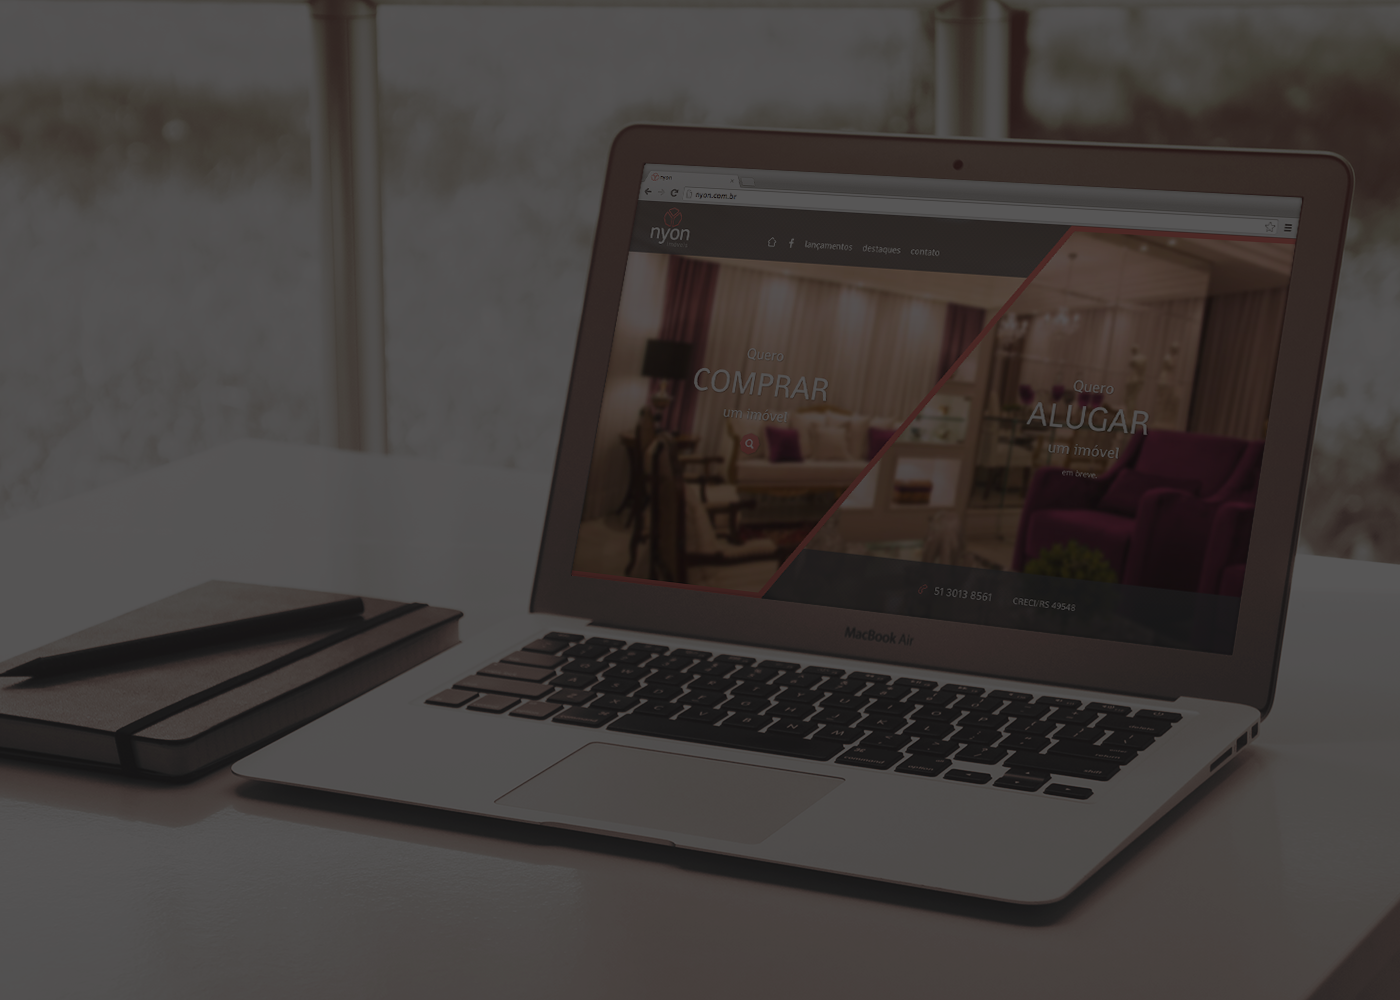 nyon
nyon.com.br
nyon
lançamentos destaques contato
Quero
COMPRAR
um imóvel
Quero
ALUGAR
um imóvel
em breve.
51 3013 8561 CRECI/RS 49548
MacBook Air